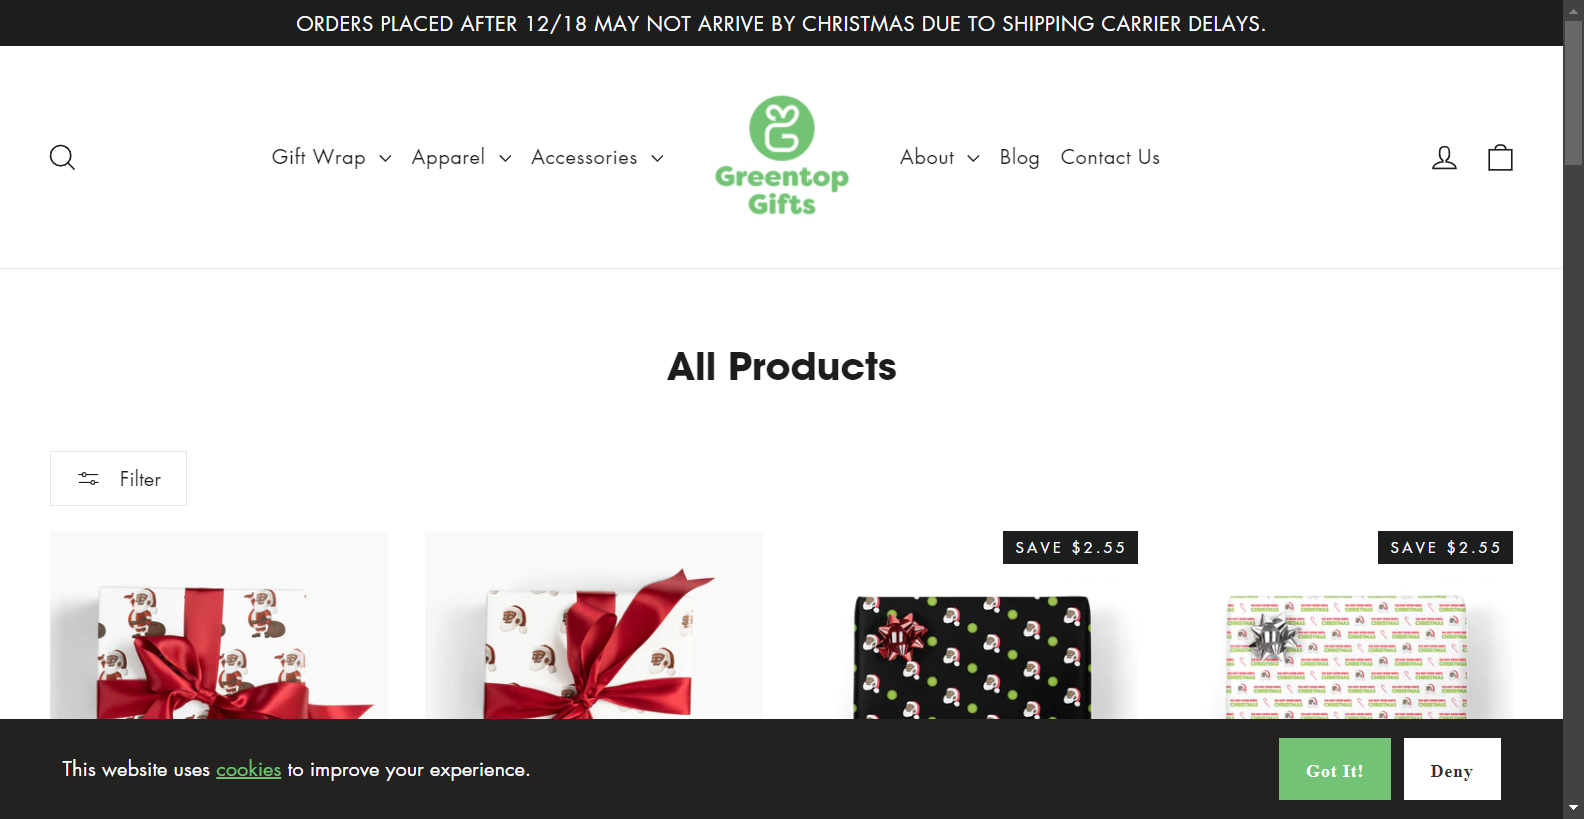 ORDERS PLACED AFTER 12/18 MAY NOT ARRIVE BY CHRISTMAS DUE TO SHIPPING CARRIER DELAYS.
Gift Wrap Apparel Accessories
Greentop
Gifts
About Blog Contact Us
All Products
Filter
SAVE $2.55
SAVE $2.55
This website uses cookies to improve your experience.
Got It!
Deny